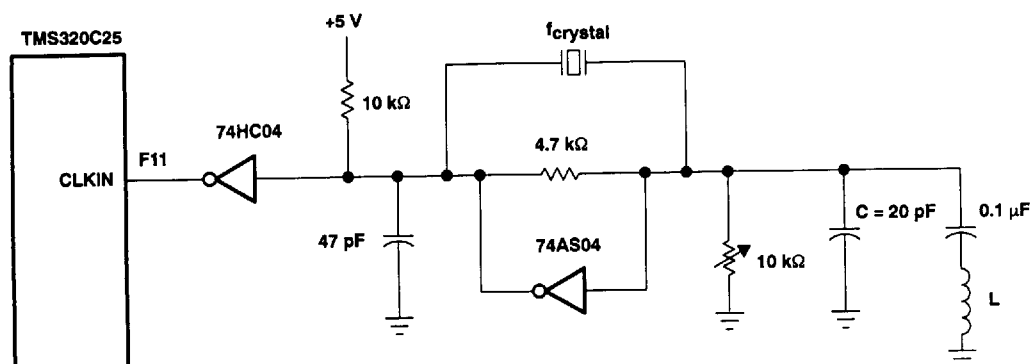 TMS320C25
+5 V
fcrystal
10 kΩ
74HC04
4.7 kΩ
F11
CLKIN
C = 20 pF
0.1 μF
47 pF
74AS04
10 kΩ
L